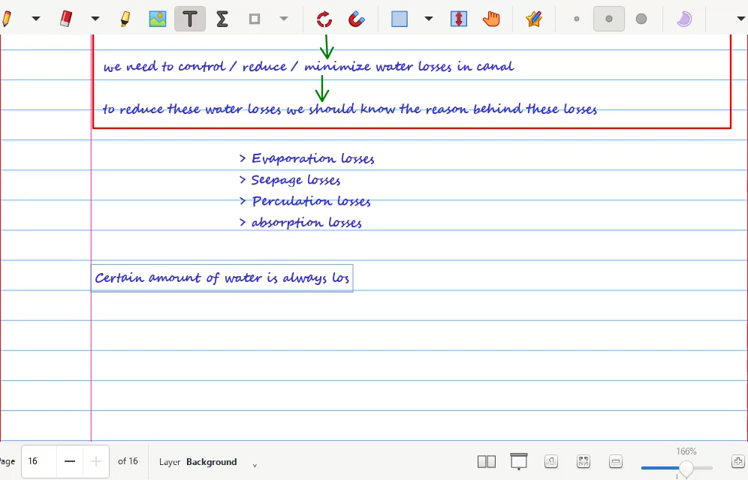 we need to control / reduce / minimize water losses in canal
to reduce these water losses we should know the reason behind these losses
> Evaporation losses
> Seepage losses
> Perculation losses
> absorption losses
Certain amount of water is always los
166%
Page 16 of 16 Layer Background